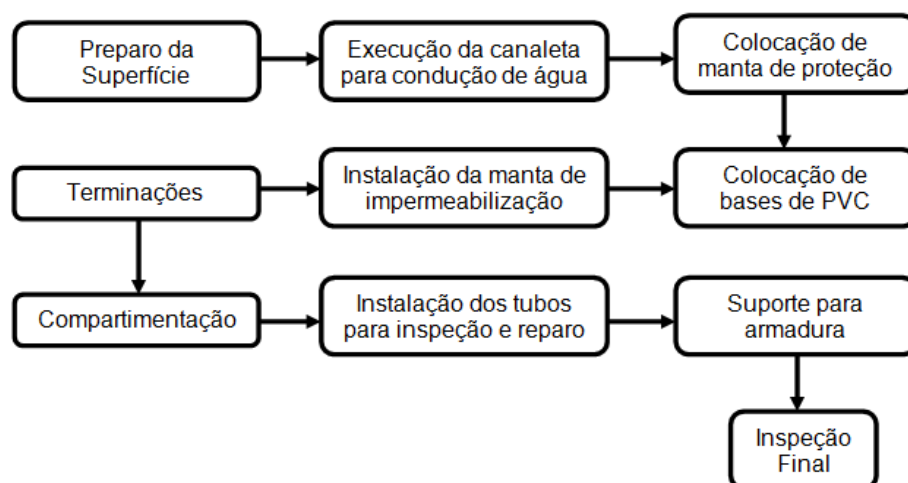 Preparo da
Superfície
Execução da canaleta
para condução de água
Colocação de
manta de proteção
Terminações
Instalação da manta de
impermeabilização
Colocação de
bases de PVC
Compartimentação
Instalação dos tubos
para inspeção e reparo
Suporte para
armadura
Inspeção
Final